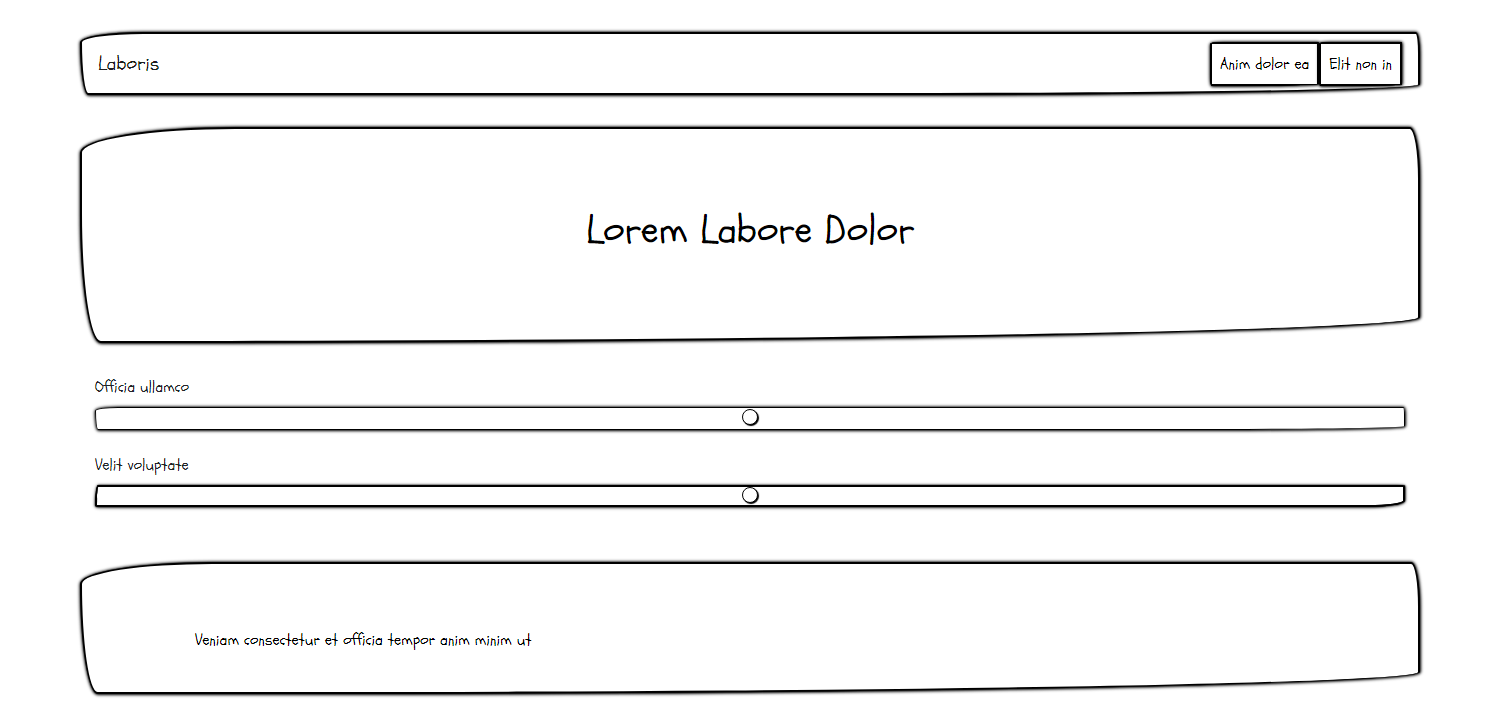 Laboris
Anim dolor ea
Elit non in
Lorem Labore Dolor
Officia ullamco
Velit voluptate
Veniam consectetur et officia tempor anim minim ut